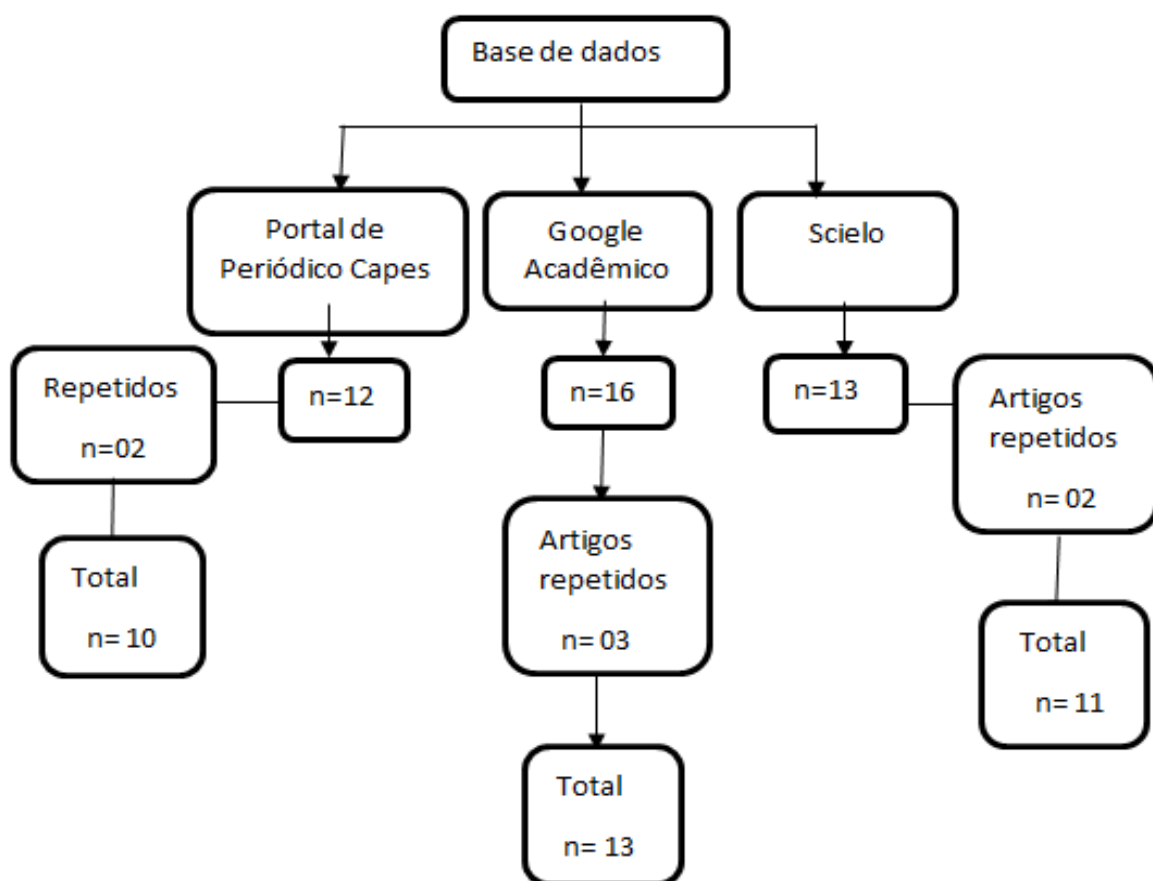 Base de dados
Portal de
Periódico Capes
Google
Acadêmico
Scielo
n=12
n=16
n=13
Repetidos
n=02
Artigos
repetidos
n= 02
Artigos
repetidos
n= 03
Total
n= 10
Total
n= 11
Total
n= 13